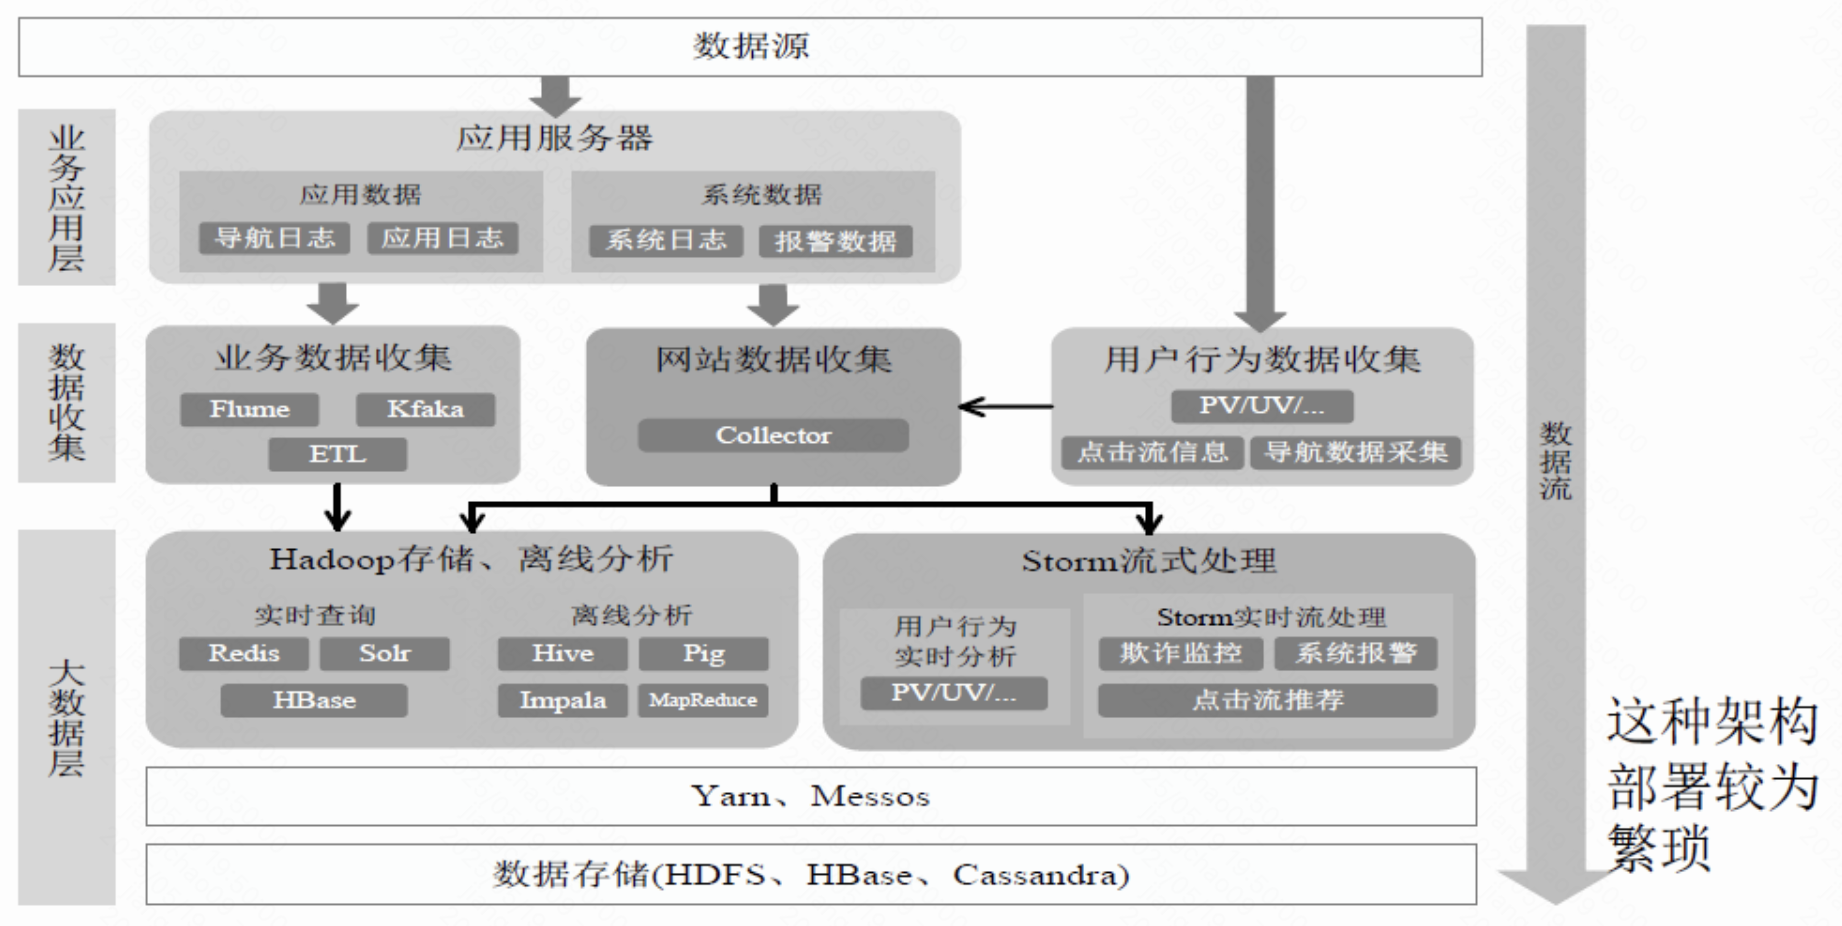 数据源
业务应用层
应用服务器
应用数据
导航日志
应用日志
系统数据
系统日志
报警数据
数据收集
业务数据收集
Flume
Kfaka
ETL
网站数据收集
Collector
用户行为数据收集
PV/UV/...
点击流信息
导航数据采集
大数据层
Hadoop存储、离线分析
实时查询
Redis
Solr
HBase
离线分析
Hive
Pig
Impala
MapReduce
Storm流式处理
用户行为
实时分析
PV/UV/...
Storm实时流处理
欺诈监控
系统报警
点击流推荐
Yarn、Messos
数据存储(HDFS、HBase、Cassandra)
数据流
这种架构
部署较为
繁琐